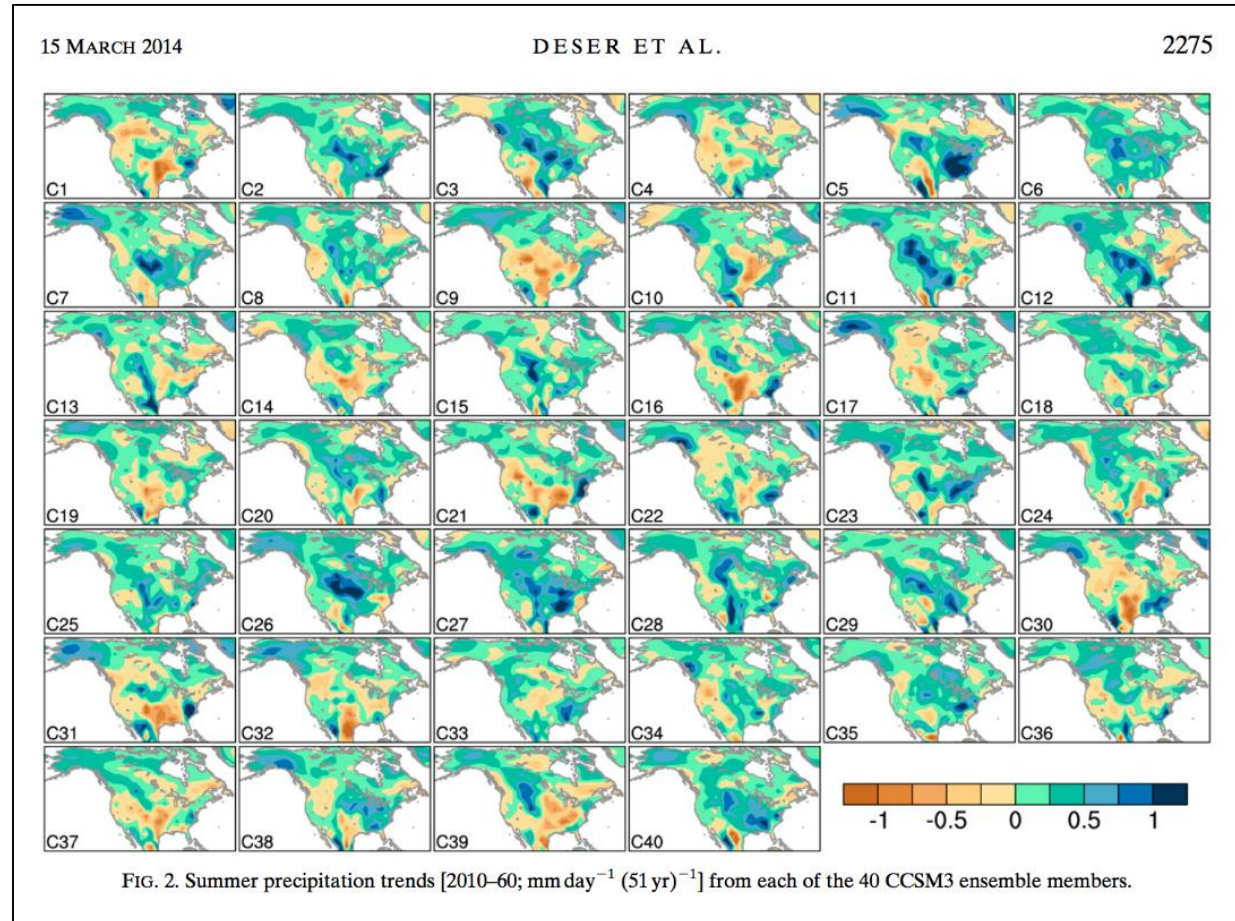 15 MARCH 2014 DESER ET AL. 2275
C1 C2 C3 C4 C5 C6
C7 C8 C9 C10 C11 C12
C13 C14 C15 C16 C17 C18
C19 C20 C21 C22 C23 C24
C25 C26 C27 C28 C29 C30
C31 C32 C33 C34 C35 C36
C37 C38 C39 C40
-1 -0.5 0 0.5 1
FIG. 2. Summer precipitation trends [2010–60; mm day⁻¹ (51 yr)⁻¹] from each of the 40 CCSM3 ensemble members.